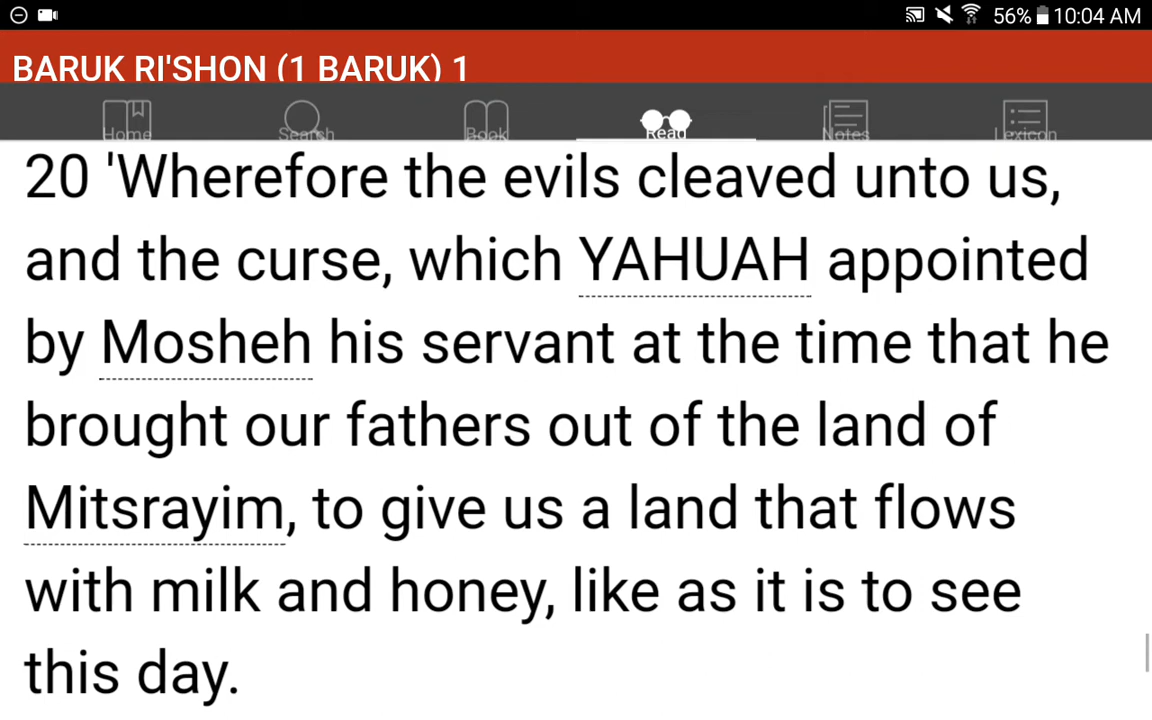 56% 10:04 AM
BARUK RI'SHON (1 BARUK) 1
Home Search Book Read Notes Lexicon
20 'Wherefore the evils cleaved unto us,
and the curse, which YAHUAH appointed
by Mosheh his servant at the time that he
brought our fathers out of the land of
Mitsrayim, to give us a land that flows
with milk and honey, like as it is to see
this day.